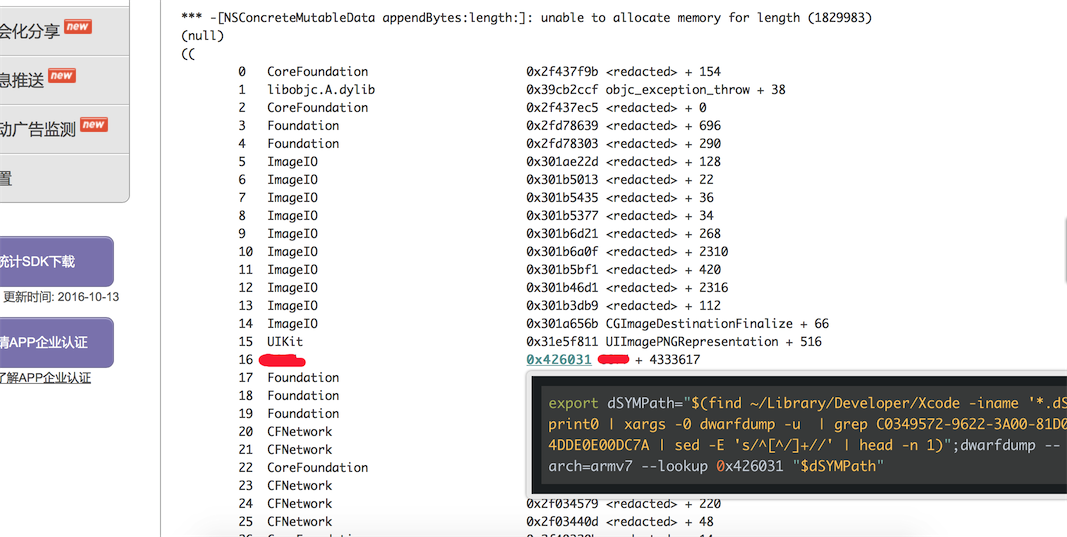 会化分享 new
息推送 new
动广告监测 new
置
统计SDK下载
更新时间: 2016-10-13
请APP企业认证
了解APP企业认证
*** -[NSConcreteMutableData appendBytes:length:]: unable to allocate memory for length (1829983)
(null)
((
0 CoreFoundation 0x2f437f9b <redacted> + 154
1 libobjc.A.dylib 0x39cb2ccf objc_exception_throw + 38
2 CoreFoundation 0x2f437ec5 <redacted> + 0
3 Foundation 0x2fd78639 <redacted> + 696
4 Foundation 0x2fd78303 <redacted> + 290
5 ImageIO 0x301ae22d <redacted> + 128
6 ImageIO 0x301b5013 <redacted> + 22
7 ImageIO 0x301b5435 <redacted> + 36
8 ImageIO 0x301b5377 <redacted> + 34
9 ImageIO 0x301b6d21 <redacted> + 268
10 ImageIO 0x301b6a0f <redacted> + 2310
11 ImageIO 0x301b5bf1 <redacted> + 420
12 ImageIO 0x301b46d1 <redacted> + 2316
13 ImageIO 0x301b3db9 <redacted> + 112
14 ImageIO 0x301a656b CGImageDestinationFinalize + 66
15 UIKit 0x31e5f811 UIImagePNGRepresentation + 516
16 0x426031 + 4333617
17 Foundation
18 Foundation
19 Foundation
20 CFNetwork
21 CFNetwork
22 CoreFoundation
23 CFNetwork
24 CFNetwork 0x2f034579 <redacted> + 220
25 CFNetwork 0x2f03440d <redacted> + 48
export dSYMPath="$(find ~/Library/Developer/Xcode -iname '*.dS
print0 | xargs -0 dwarfdump -u | grep C0349572-9622-3A00-81D0
4DDE0E00DC7A | sed -E 's/^[^/]+//' | head -n 1)";dwarfdump --
arch=armv7 --lookup 0x426031 "$dSYMPath"